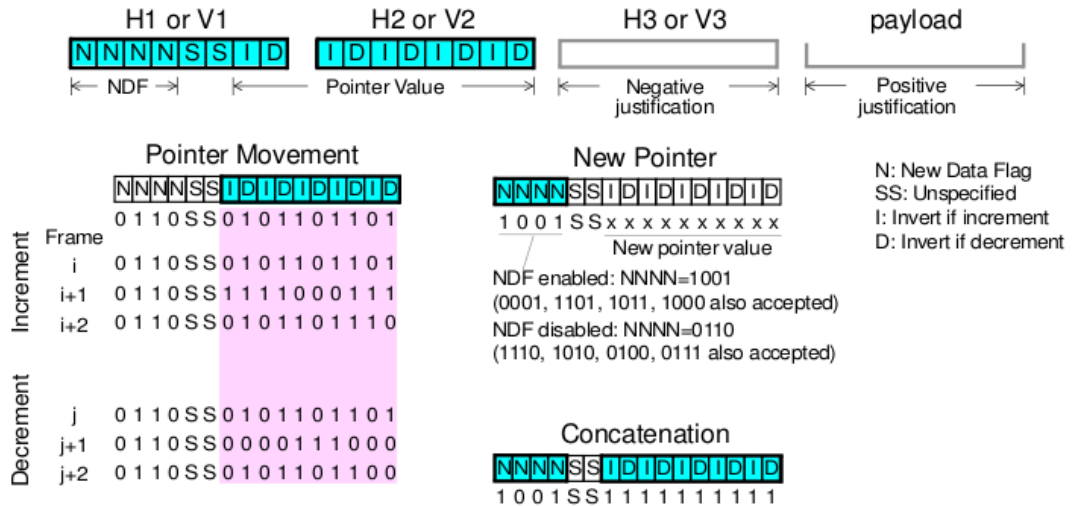 H1 or V1 H2 or V2 H3 or V3 payload
N N N N S S I D I D I D I D I D
NDF Pointer Value Negative justification Positive justification
Pointer Movement
N N N N S S I D I D I D I D I D
0 1 1 0 S S 0 1 0 1 1 0 1 1 0 1
Frame
Increment
i 0 1 1 0 S S 0 1 0 1 1 0 1 1 0 1
i+1 0 1 1 0 S S 1 1 1 1 0 0 0 1 1 1
i+2 0 1 1 0 S S 0 1 0 1 1 0 1 1 1 0
Decrement
j 0 1 1 0 S S 0 1 0 1 1 0 1 1 0 1
j+1 0 1 1 0 S S 0 0 0 0 1 1 1 0 0 0
j+2 0 1 1 0 S S 0 1 0 1 1 0 1 1 0 0
New Pointer
N N N N S S I D I D I D I D I D
1 0 0 1 S S x x x x x x x x x x
New pointer value
NDF enabled: NNNN=1001
(0001, 1101, 1011, 1000 also accepted)
NDF disabled: NNNN=0110
(1110, 1010, 0100, 0111 also accepted)
N: New Data Flag
SS: Unspecified
I: Invert if increment
D: Invert if decrement
Concatenation
N N N N S S I D I D I D I D I D
1 0 0 1 S S 1 1 1 1 1 1 1 1 1 1